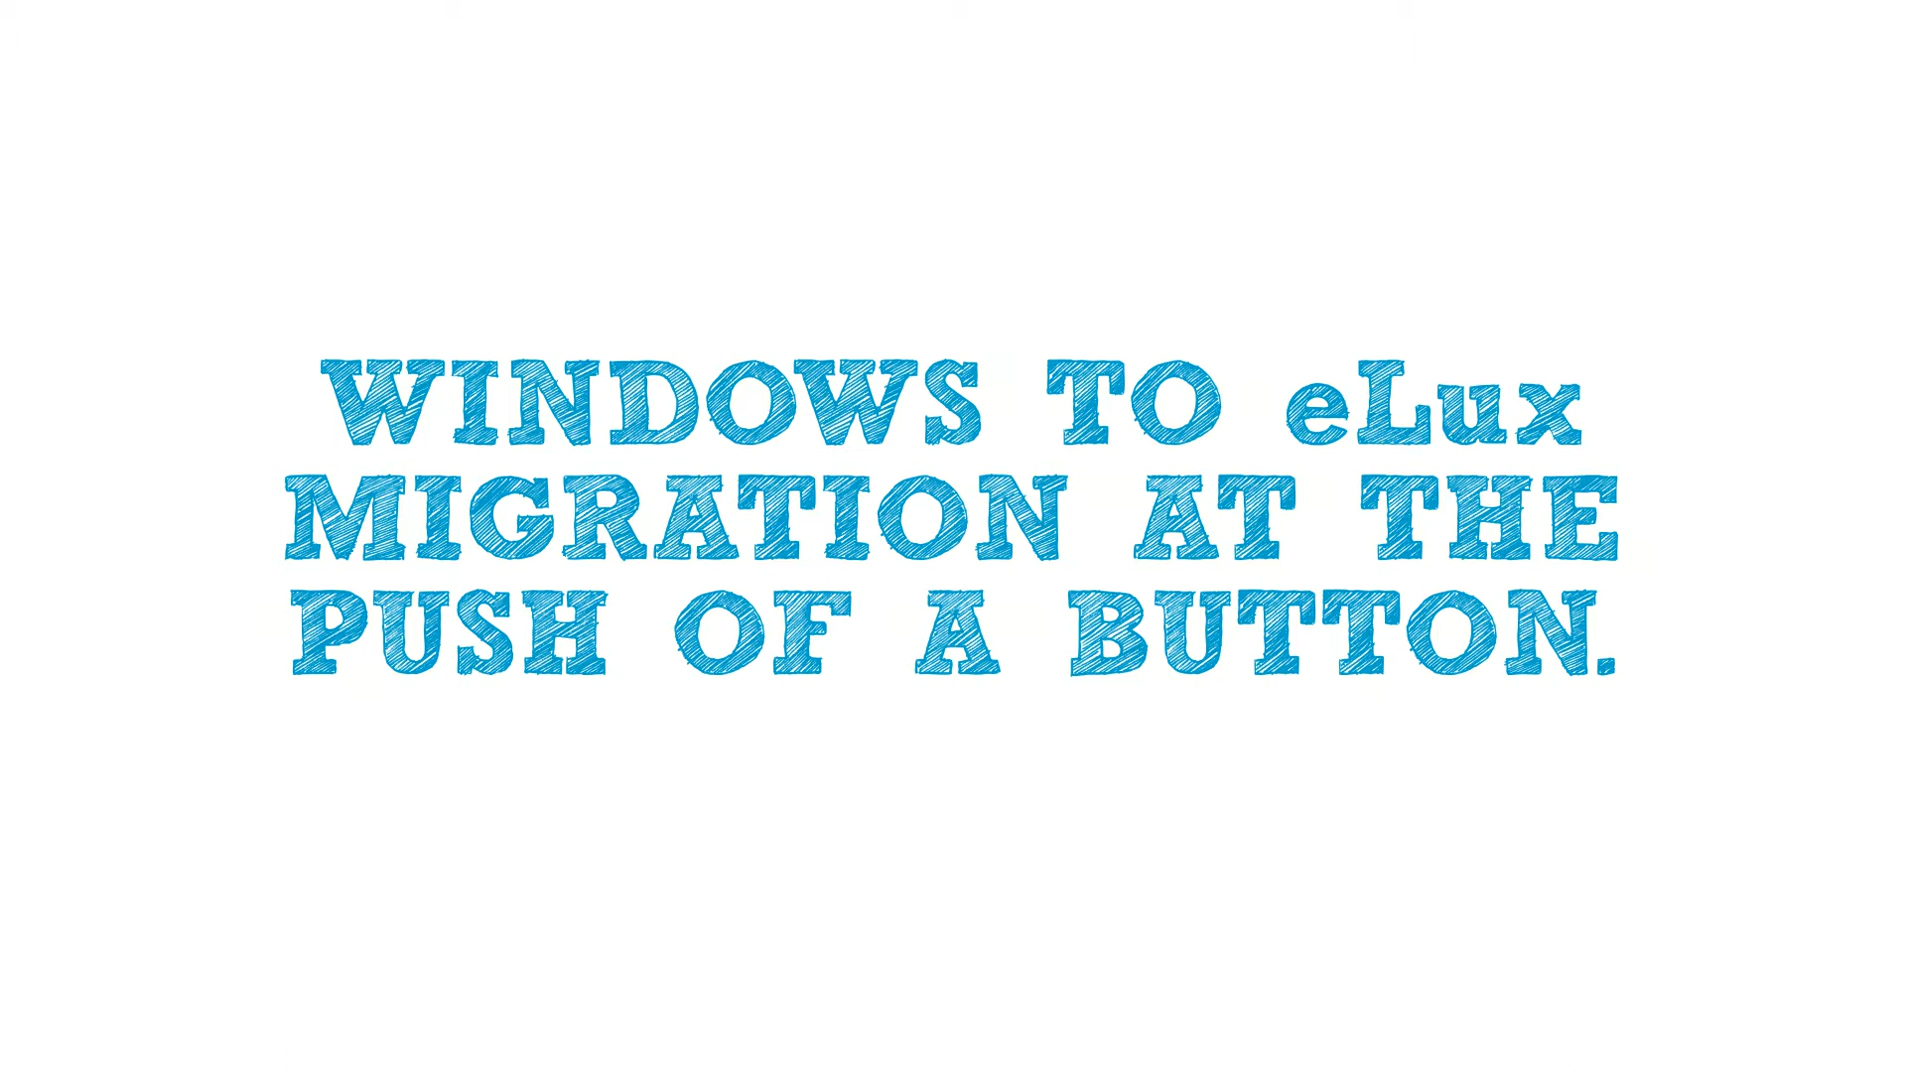 WINDOWS TO eLux
MIGRATION AT THE
PUSH OF A BUTTON.